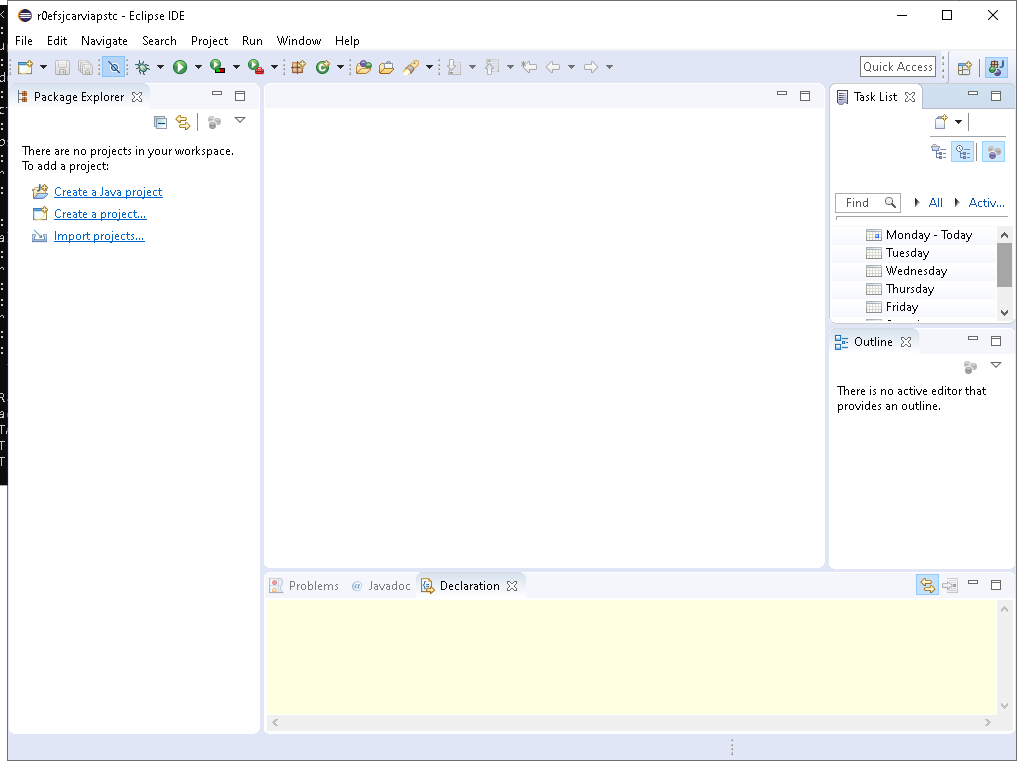 r0efsjcarviapstc - Eclipse IDE
File Edit Navigate Search Project Run Window Help
Quick Access
Package Explorer
Task List
There are no projects in your workspace.
To add a project:
Create a Java project
Create a project...
Import projects...
Find All Activ...
Monday - Today
Tuesday
Wednesday
Thursday
Friday
Outline
There is no active editor that
provides an outline.
Problems @ Javadoc Declaration